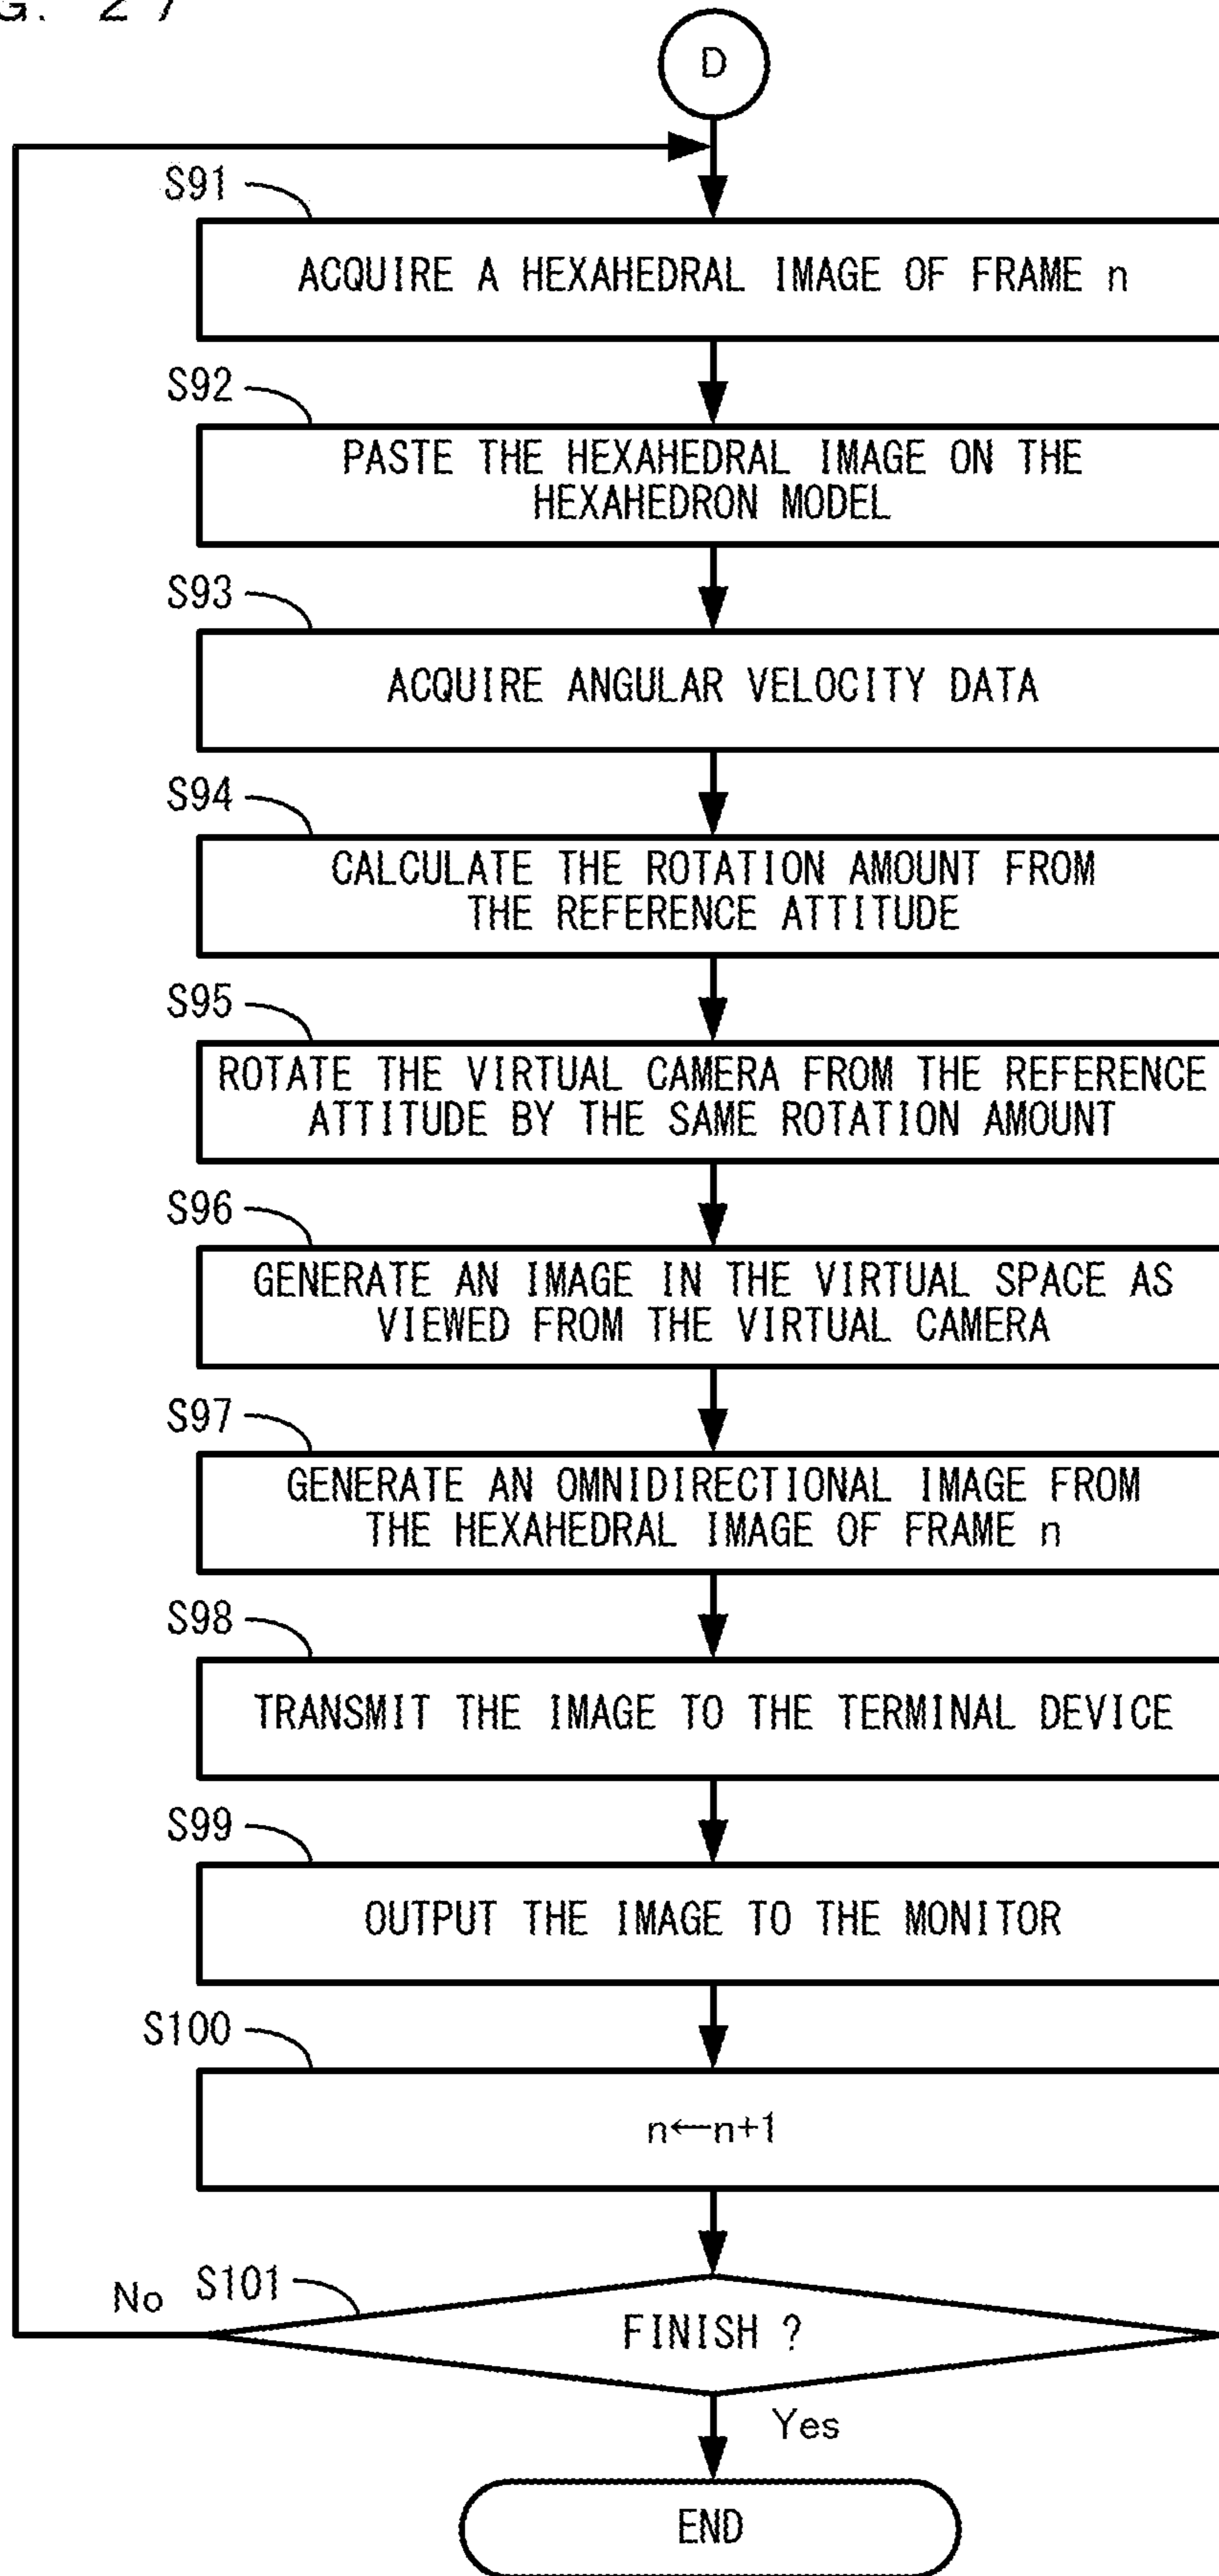 G. 27
D
S91
ACQUIRE A HEXAHEDRAL IMAGE OF FRAME n
S92
PASTE THE HEXAHEDRAL IMAGE ON THE
HEXAHEDRON MODEL
S93
ACQUIRE ANGULAR VELOCITY DATA
S94
CALCULATE THE ROTATION AMOUNT FROM
THE REFERENCE ATTITUDE
S95
ROTATE THE VIRTUAL CAMERA FROM THE REFERENCE
ATTITUDE BY THE SAME ROTATION AMOUNT
S96
GENERATE AN IMAGE IN THE VIRTUAL SPACE AS
VIEWED FROM THE VIRTUAL CAMERA
S97
GENERATE AN OMNIDIRECTIONAL IMAGE FROM
THE HEXAHEDRAL IMAGE OF FRAME n
S98
TRANSMIT THE IMAGE TO THE TERMINAL DEVICE
S99
OUTPUT THE IMAGE TO THE MONITOR
S100
n←n+1
No S101
FINISH ?
Yes
END